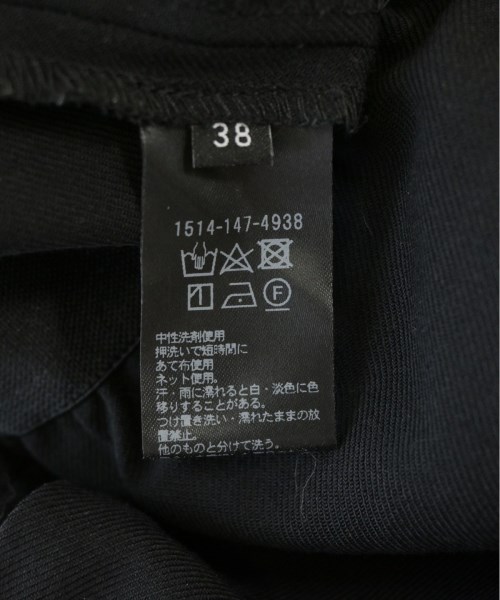 38
1514-147-4938
F
中性洗剤使用
押洗いで短時間に
あて布使用
ネット使用。
汗・雨に濡れると白・淡色に色
移りすることがある。
つけ置き洗い・濡れたままの放
置禁止。
他のものと分けて洗う。